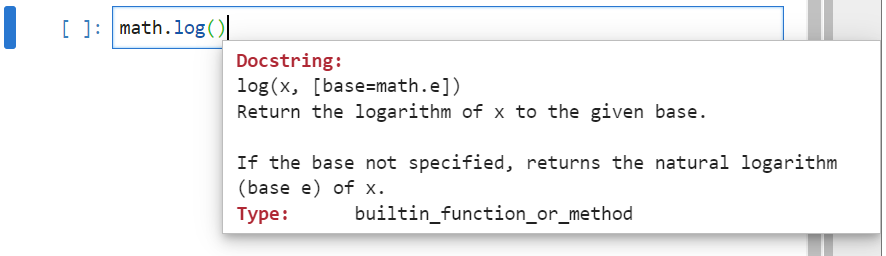 [ ]: math.log()
Docstring:
log(x, [base=math.e])
Return the logarithm of x to the given base.
If the base not specified, returns the natural logarithm
(base e) of x.
Type: builtin_function_or_method